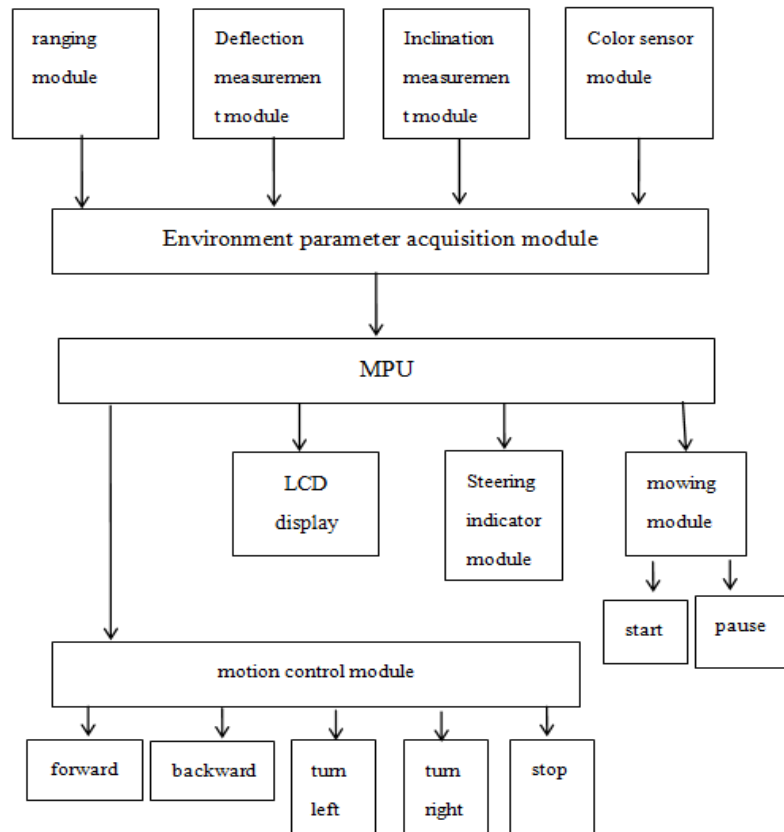 ranging
module
Deflection
measuremen
t module
Inclination
measuremen
t module
Color sensor
module
Environment parameter acquisition module
MPU
LCD
display
Steering
indicator
module
mowing
module
start
pause
motion control module
forward
backward
turn
left
turn
right
stop